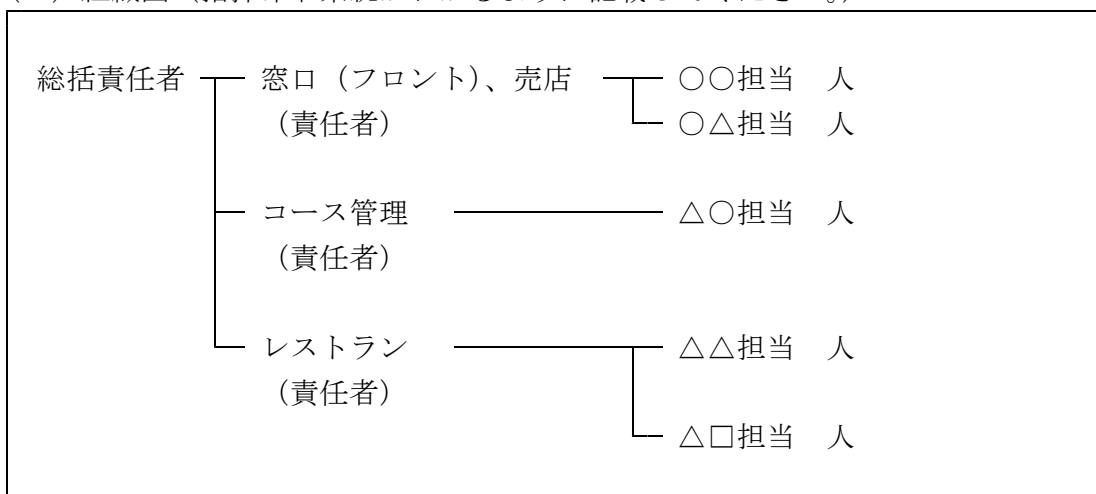 総括責任者 窓口（フロント）、売店 ○○担当 人
（責任者） ○△担当 人
コース管理 △○担当 人
（責任者）
レストラン △△担当 人
（責任者）
△□担当 人